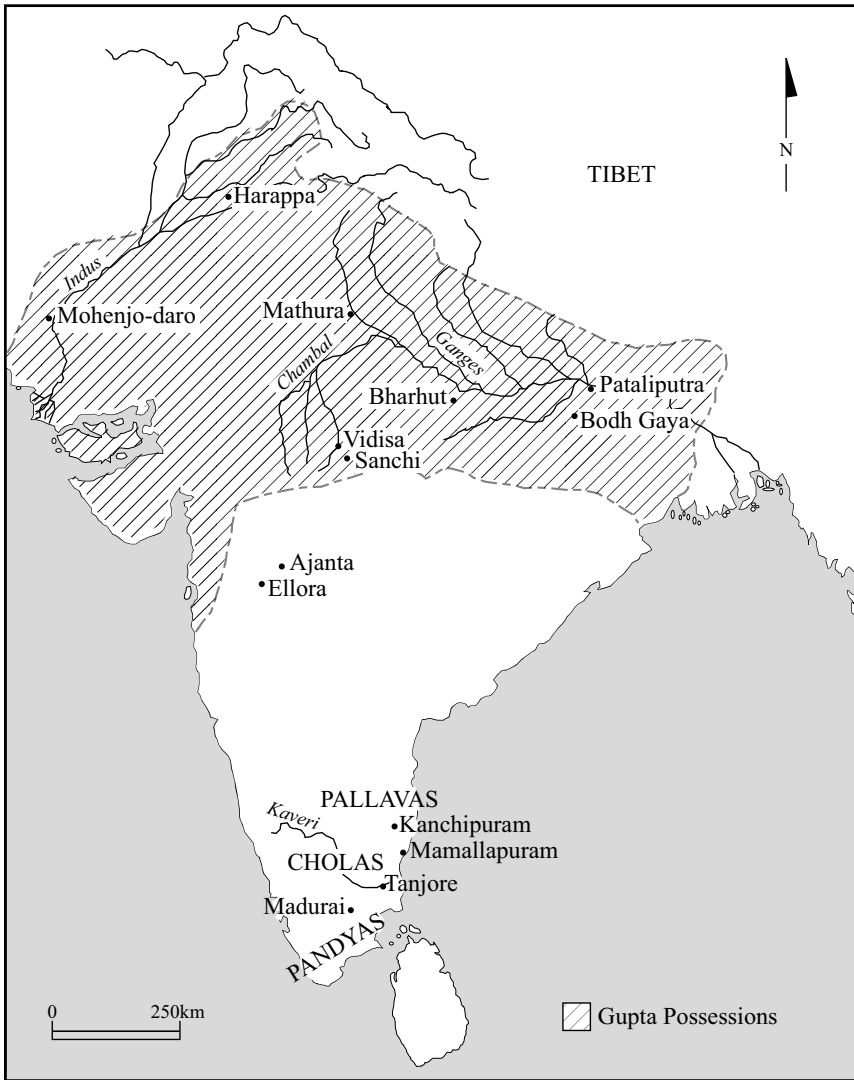 N
TIBET
Harappa
Indus
Mohenjo-daro
Mathura
Chambal
Ganges
Bharhut
Pataliputra
Bodh Gaya
Vidisa
Sanchi
Ajanta
Ellora
PALLAVAS
Kaveri
Kanchipuram
Mamallapuram
CHOLAS
Tanjore
Madurai
PANDYAS
0 250km
Gupta Possessions